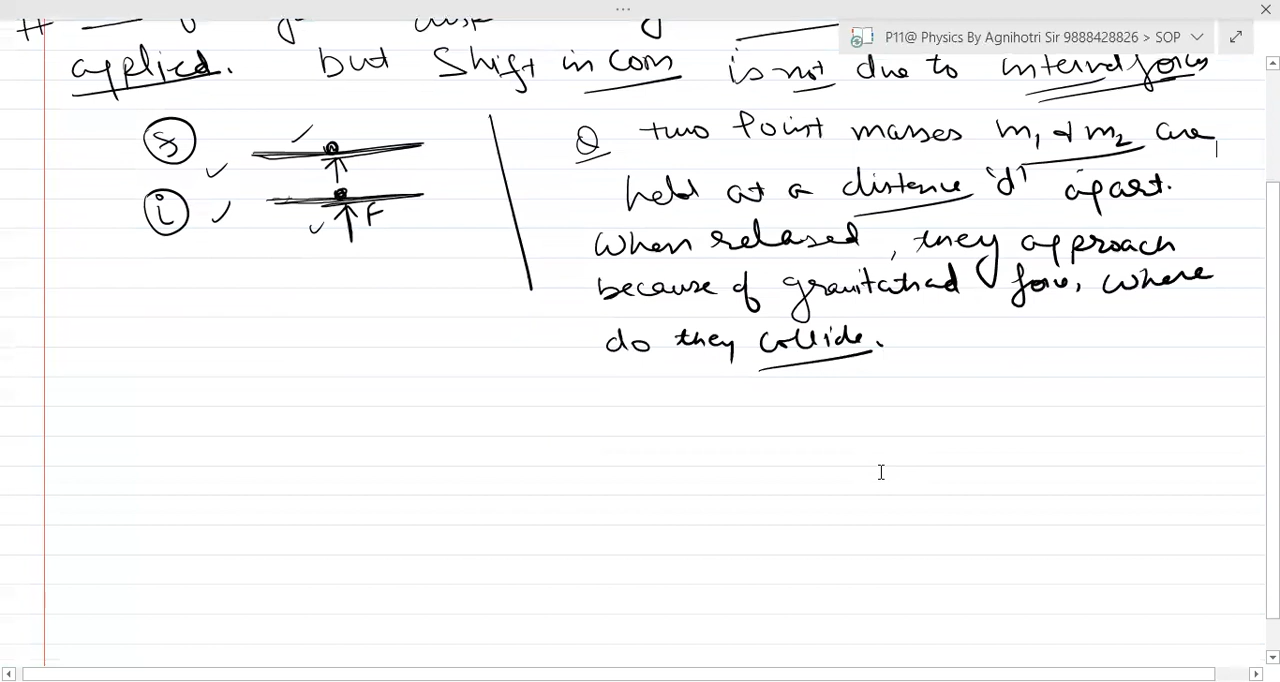 P11@ Physics By Agnihotri Sir 9888428826 > SOP
applied. but Shift in com is not due to internal forces
f
i
F
Q two Point masses m₁ & m₂ are
held at a distance 'd' apart.
When released, they approach
because of gravitational force, where
do they collide.